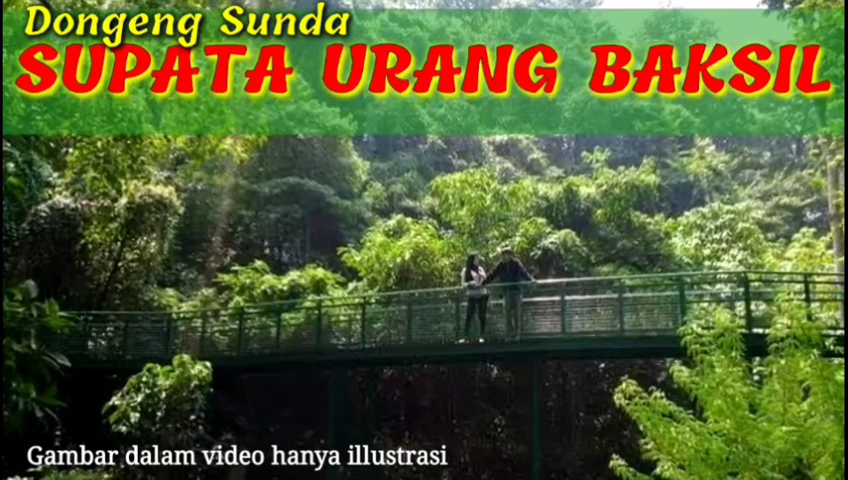 Dongeng Sunda
SUPATA URANG BAKSIL
Gambar dalam video hanya illustrasi